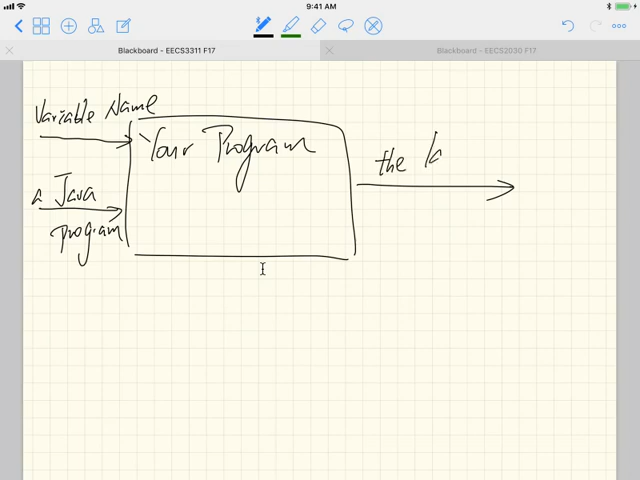 9:41 AM
Blackboard - EECS3311 F17
Blackboard - EECS2030 F17
Variable Name
Your Program
the
a Java
program